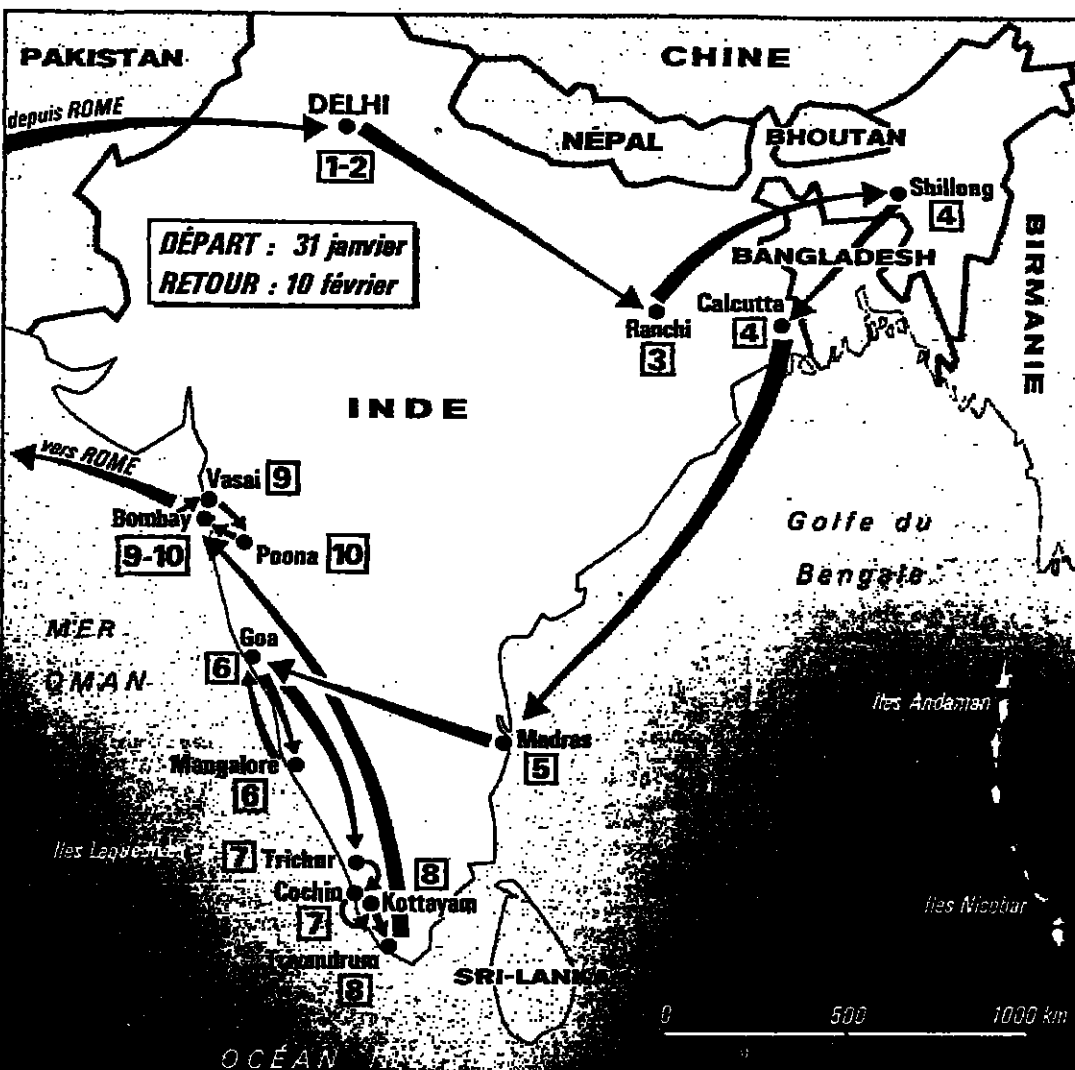 PAKISTAN
CHINE
depuis ROME
DELHI
1-2
NÉPAL
BHOUTAN
Shillong
4
DÉPART : 31 janvier
RETOUR : 10 février
BANGLADESH
BIRMANIE
Ranchi
3
Calcutta
4
INDE
vers ROME
Vasai 9
Bombay
9-10
Poona 10
Golfe du
Bengale
MER
OMAN
Goa
6
Iles Andaman
Madras
5
Mangalore
6
Iles
7 Trichur
8
Cochin
Kottayam
7
Iles Nicobar
Trivandrum
8
SRI-LANKA
0 500 1000 km
OCÉAN